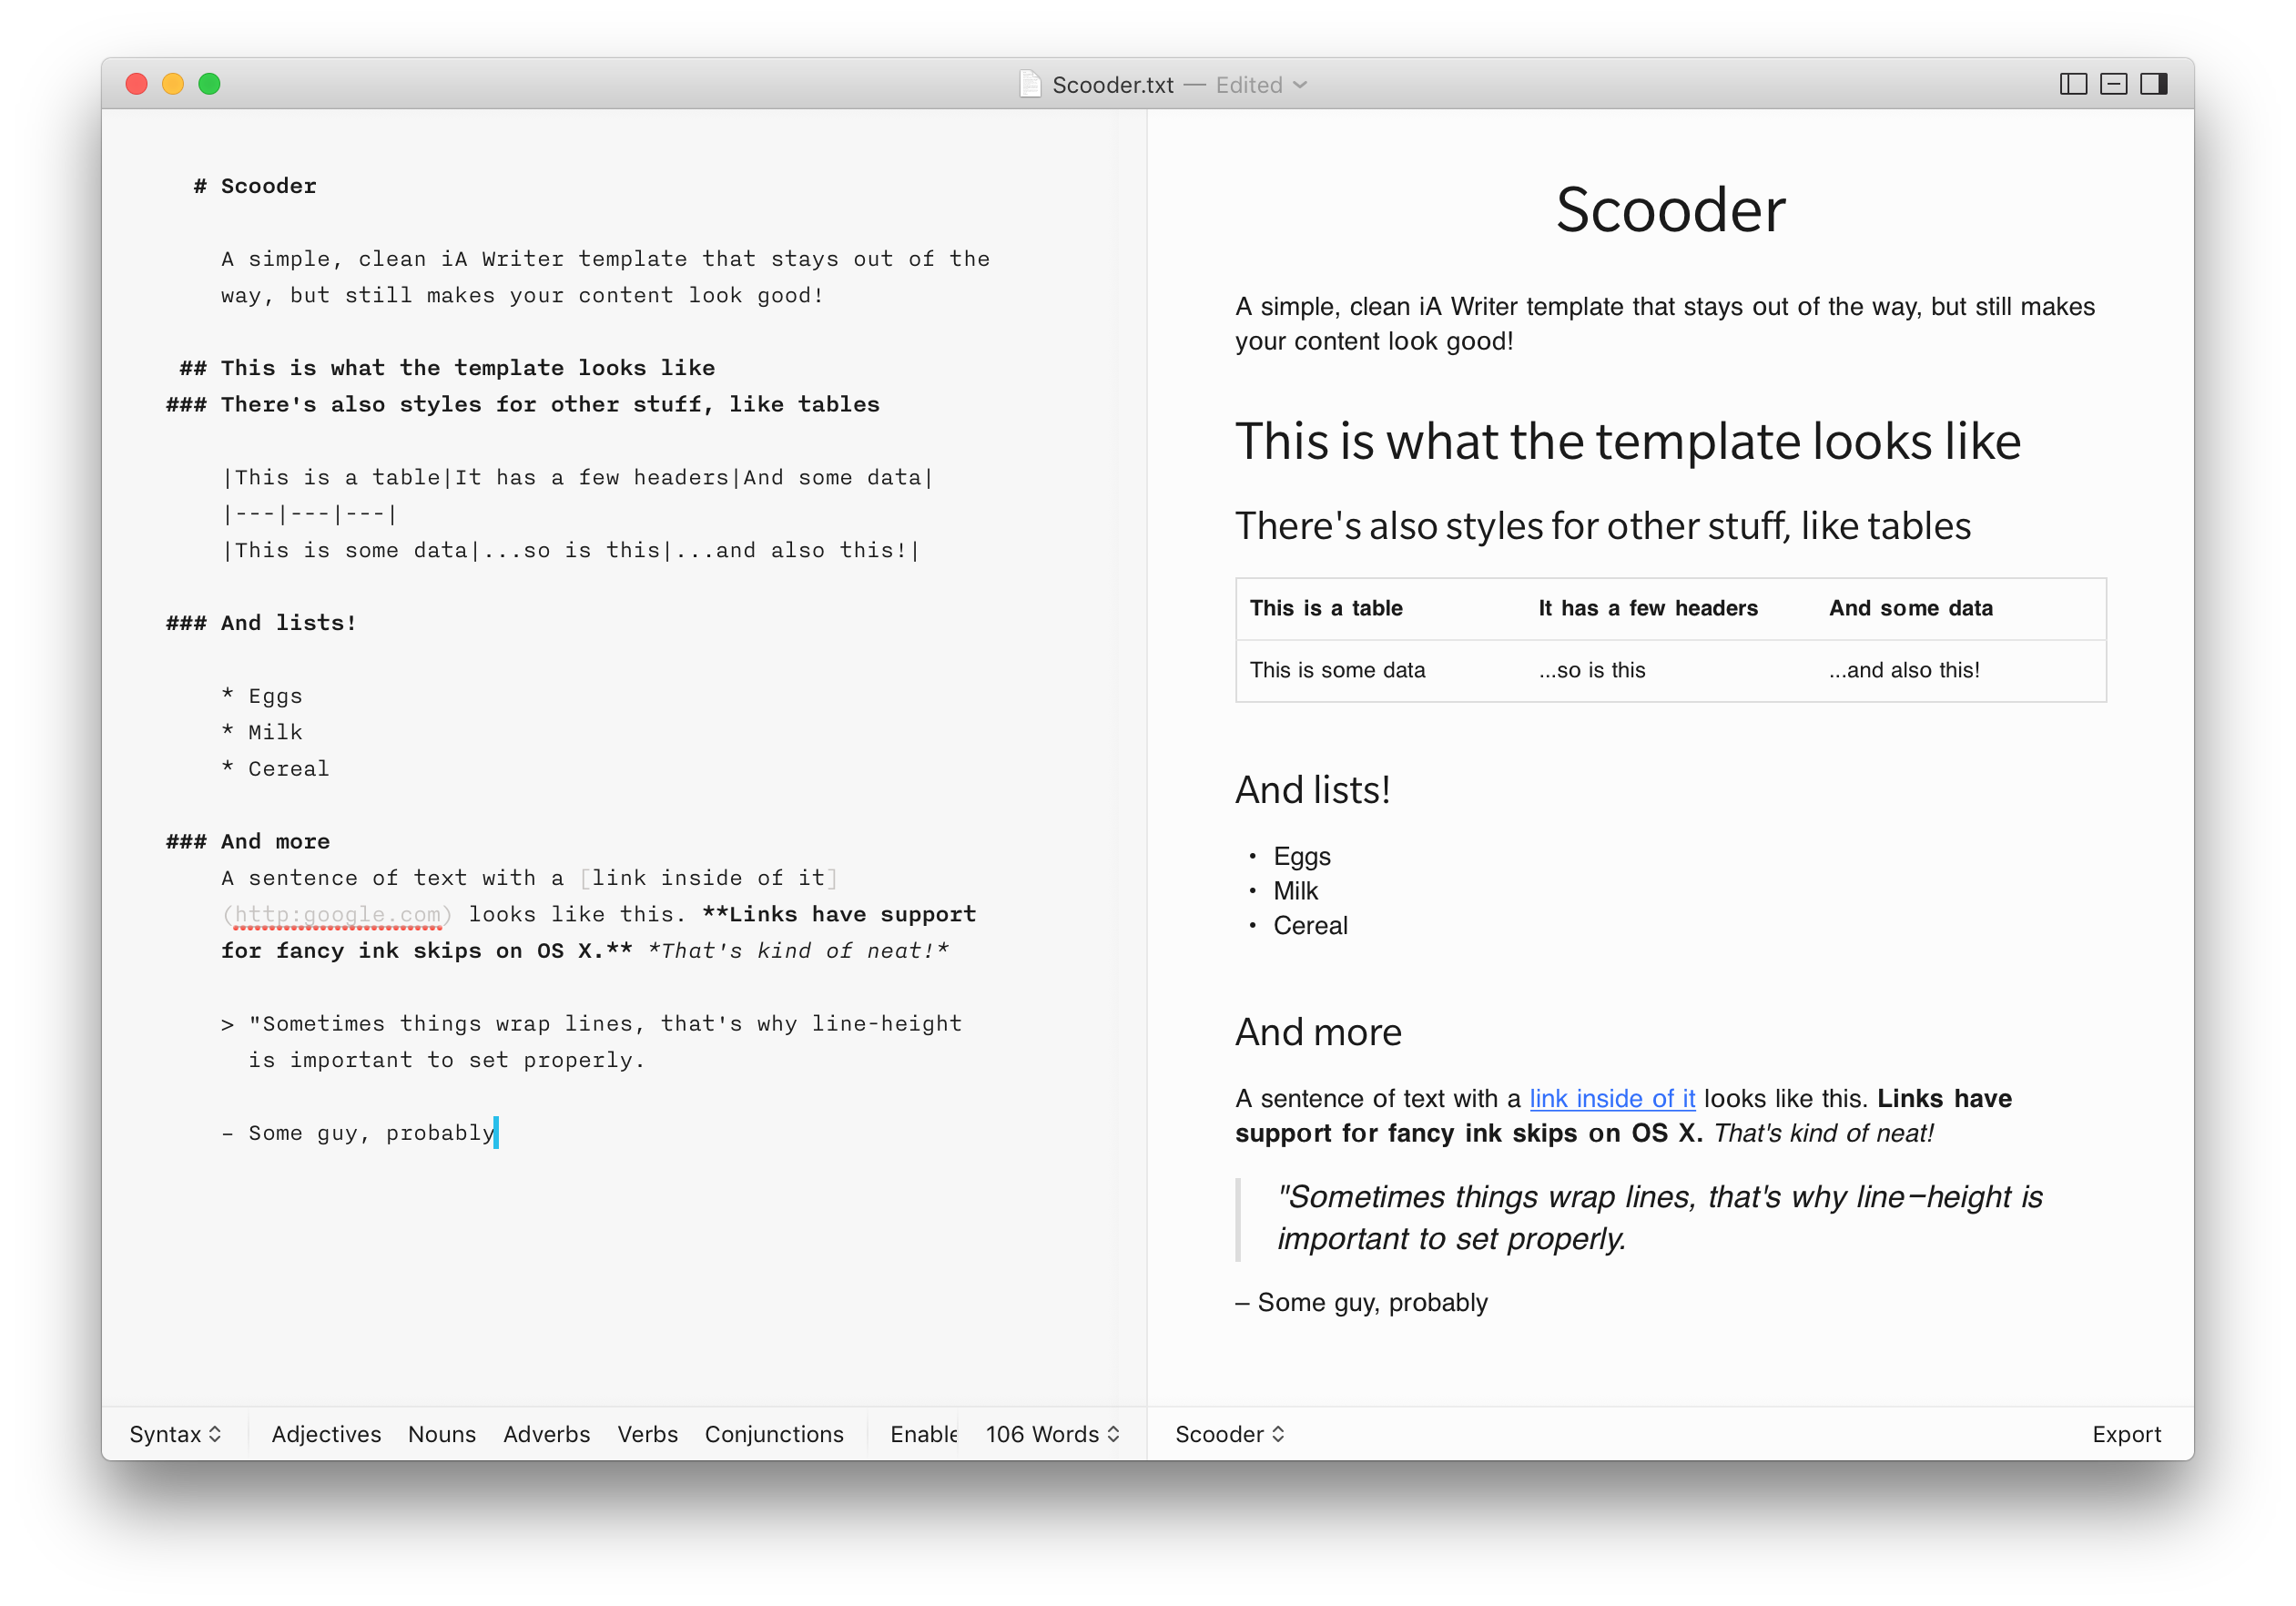 Scooder.txt — Edited
# Scooder
A simple, clean iA Writer template that stays out of the
way, but still makes your content look good!
## This is what the template looks like
### There's also styles for other stuff, like tables
|This is a table|It has a few headers|And some data|
|---|---|---|
|This is some data|...so is this|...and also this!|
### And lists!
* Eggs
* Milk
* Cereal
### And more
A sentence of text with a [link inside of it]
(http:google.com) looks like this. **Links have support
for fancy ink skips on OS X.** *That's kind of neat!*
> "Sometimes things wrap lines, that's why line-height
is important to set properly.
– Some guy, probably
Scooder
A simple, clean iA Writer template that stays out of the way, but still makes
your content look good!
This is what the template looks like
There's also styles for other stuff, like tables
This is a table It has a few headers And some data
This is some data ...so is this ...and also this!
And lists!
• Eggs
• Milk
• Cereal
And more
A sentence of text with a link inside of it looks like this. Links have
support for fancy ink skips on OS X. That's kind of neat!
"Sometimes things wrap lines, that's why line-height is
important to set properly.
– Some guy, probably
Syntax Adjectives Nouns Adverbs Verbs Conjunctions Enable 106 Words Scooder Export